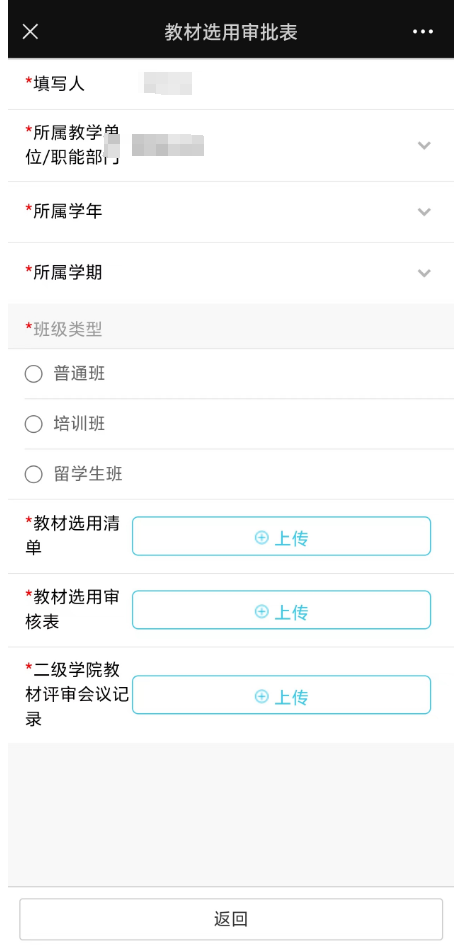 教材选用审批表
*填写人
*所属教学单
位/职能部门
*所属学年
*所属学期
*班级类型
普通班
培训班
留学生班
*教材选用清
单
上传
*教材选用审
核表
上传
*二级学院教
材评审会议记
录
上传
返回